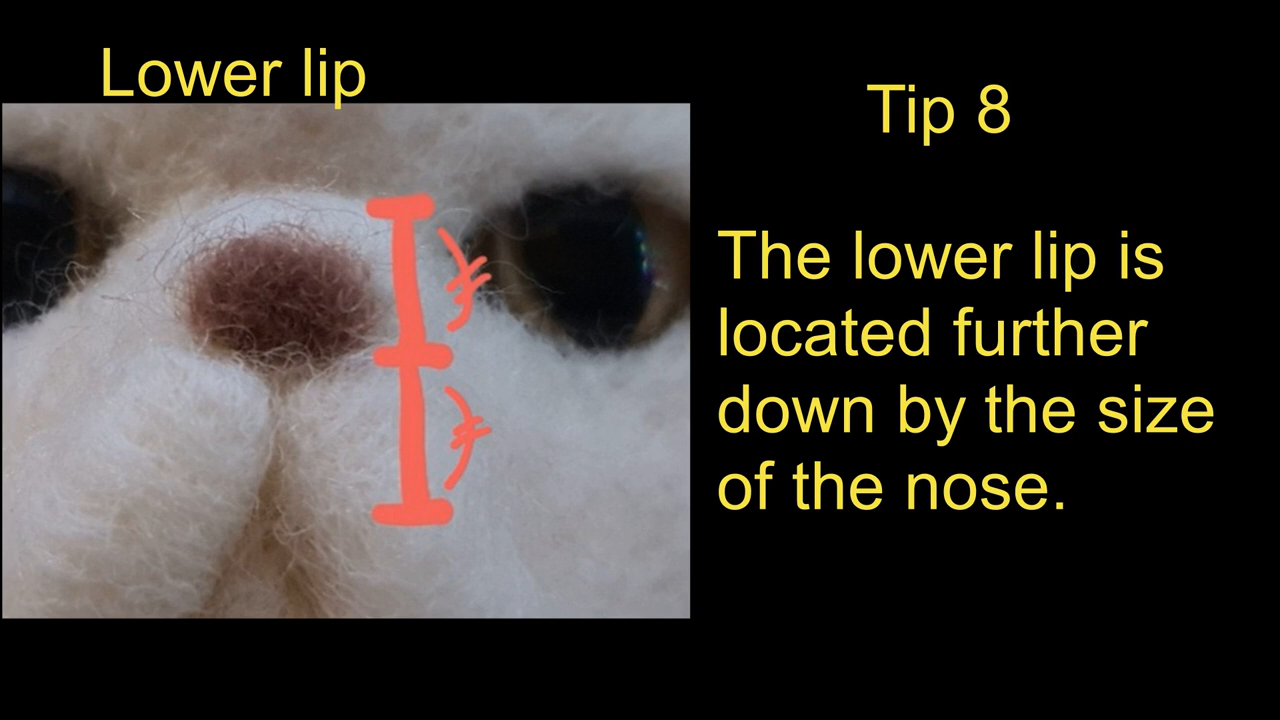 Lower lip
Tip 8
The lower lip is
located further
down by the size
of the nose.